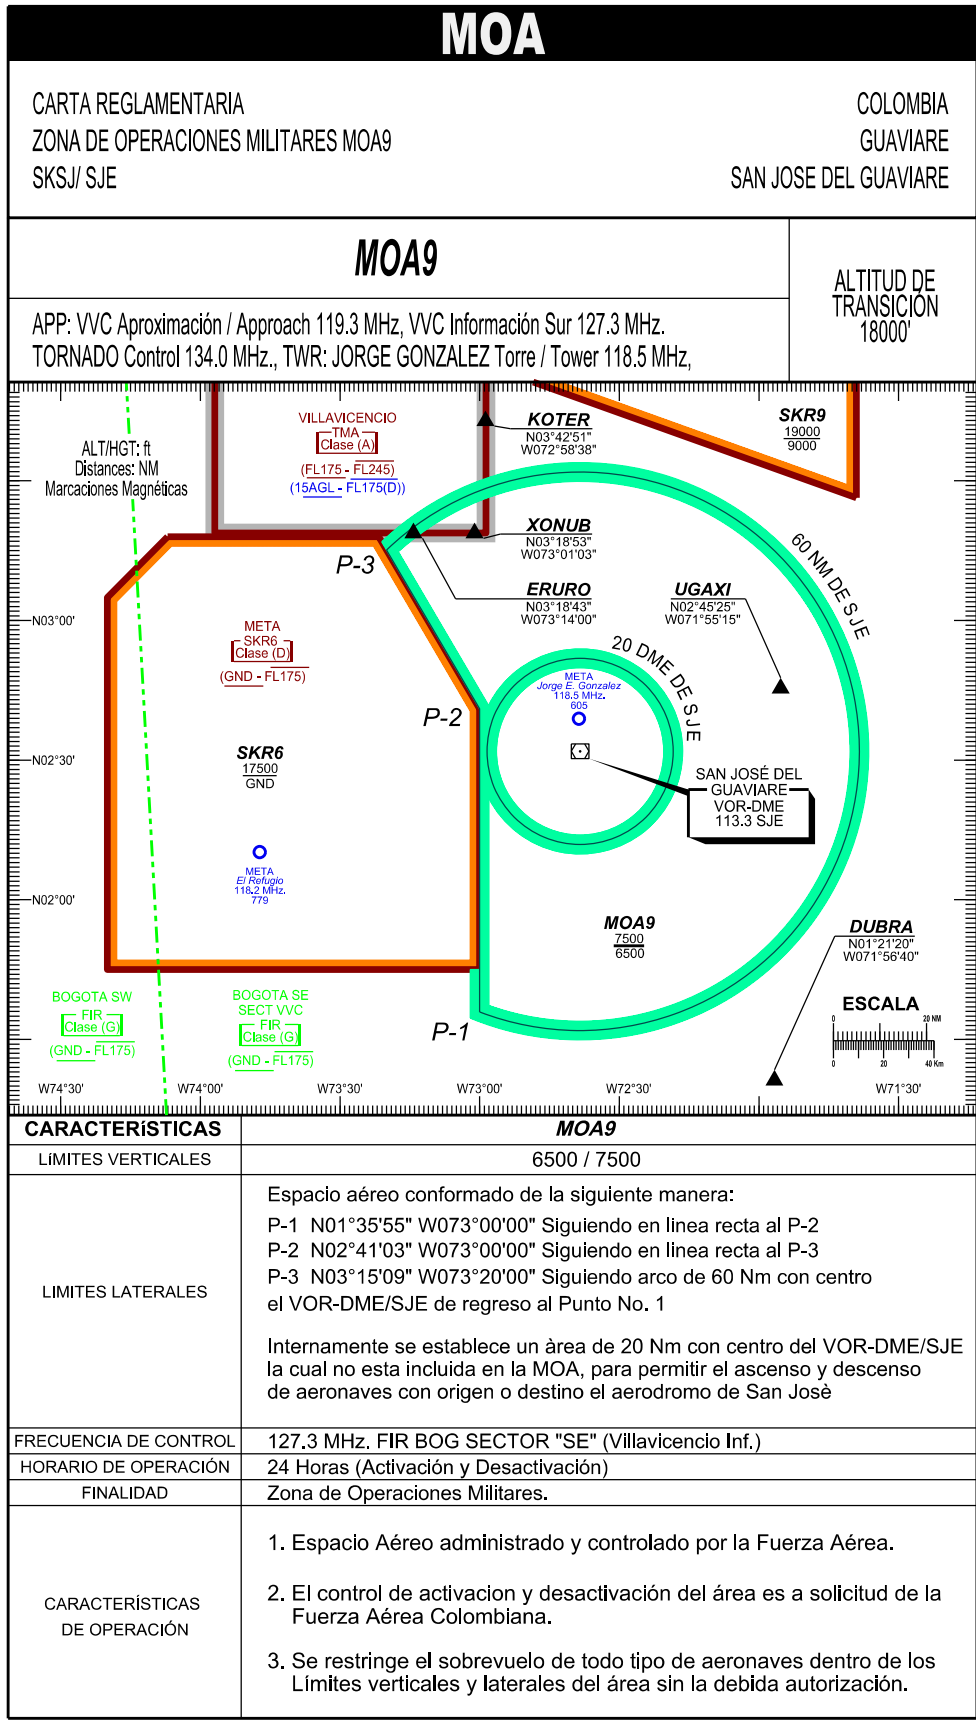 MOA
CARTA REGLAMENTARIA
ZONA DE OPERACIONES MILITARES MOA9
SKSJ/ SJE
COLOMBIA
GUAVIARE
SAN JOSE DEL GUAVIARE
MOA9
APP: VVC Aproximación / Approach 119.3 MHz, VVC Información Sur 127.3 MHz.
TORNADO Control 134.0 MHz., TWR: JORGE GONZALEZ Torre / Tower 118.5 MHz,
ALTITUD DE
TRANSICIÓN
18000'
ALT/HGT: ft
Distances: NM
Marcaciones Magnéticas
VILLAVICENCIO
TMA
Clase (A)
(FL175 - FL245)
(15AGL - FL175(D))
KOTER
N03°42'51"
W072°58'38"
SKR9
19000
9000
XONUB
N03°18'53"
W073°01'03"
P-3
ERURO
N03°18'43"
W073°14'00"
UGAXI
N02°45'25"
W071°55'15"
60 NM DE SJE
20 DME DE SJE
N03°00'
META
SKR6
Clase (D)
(GND - FL175)
META
Jorge E. Gonzalez
118.5 MHz.
605
P-2
N02°30'
SKR6
17500
GND
SAN JOSÉ DEL
GUAVIARE
VOR-DME
113.3 SJE
META
El Refugio
118.2 MHz.
779
N02°00'
MOA9
7500
6500
DUBRA
N01°21'20"
W071°56'40"
BOGOTA SW
FIR
Clase (G)
(GND - FL175)
BOGOTA SE
SECT VVC
FIR
Clase (G)
(GND - FL175)
P-1
ESCALA
0 20 NM
0 20 40 Km
W74°30' W74°00' W73°30' W73°00' W72°30' W71°30'
CARACTERíSTICAS
MOA9
LíMITES VERTICALES
6500 / 7500
LIMITES LATERALES
Espacio aéreo conformado de la siguiente manera:
P-1 N01°35'55" W073°00'00" Siguiendo en linea recta al P-2
P-2 N02°41'03" W073°00'00" Siguiendo en linea recta al P-3
P-3 N03°15'09" W073°20'00" Siguiendo arco de 60 Nm con centro
el VOR-DME/SJE de regreso al Punto No. 1
Internamente se establece un àrea de 20 Nm con centro del VOR-DME/SJE
la cual no esta incluida en la MOA, para permitir el ascenso y descenso
de aeronaves con origen o destino el aerodromo de San Josè
FRECUENCIA DE CONTROL
127.3 MHz. FIR BOG SECTOR "SE" (Villavicencio Inf.)
HORARIO DE OPERACIÓN
24 Horas (Activación y Desactivación)
FINALIDAD
Zona de Operaciones Militares.
CARACTERÍSTICAS
DE OPERACIÓN
1. Espacio Aéreo administrado y controlado por la Fuerza Aérea.
2. El control de activacion y desactivación del área es a solicitud de la
Fuerza Aérea Colombiana.
3. Se restringe el sobrevuelo de todo tipo de aeronaves dentro de los
Límites verticales y laterales del área sin la debida autorización.